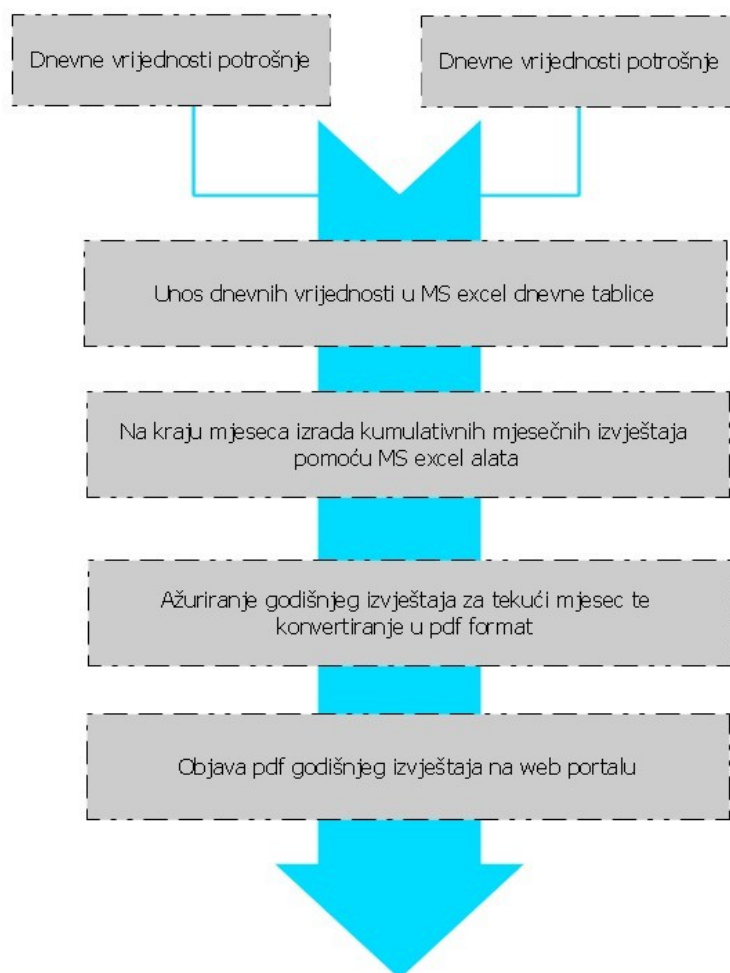 Dnevne vrijednosti potrošnje
Dnevne vrijednosti potrošnje
Unos dnevnih vrijednosti u MS excel dnevne tablice
Na kraju mjeseca izrada kumulativnih mjesečnih izvještaja
pomoću MS excel alata
Ažuriranje godišnjeg izvještaja za tekući mjesec te
konvertiranje u pdf format
Objava pdf godišnjeg izvještaja na web portalu